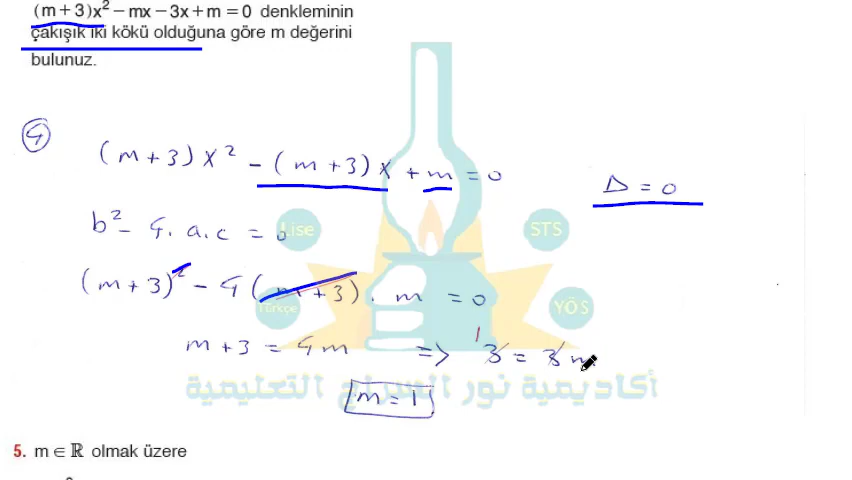 (m+3)x² − mx − 3x + m = 0 denkleminin
çakışık iki kökü olduğuna göre m değerini
bulunuz.
4
(m+3)x² − (m+3)x + m = 0
Δ = 0
b² − 4.a.c = 0
Lise
STS
(m+3)² − 4(m+3).m = 0
Türkçe
YÖS
m+3 = 4m => 3 = 3m
1
أكاديمية نور السراج التعليمية
m = 1
5. m ∈ ℝ olmak üzere